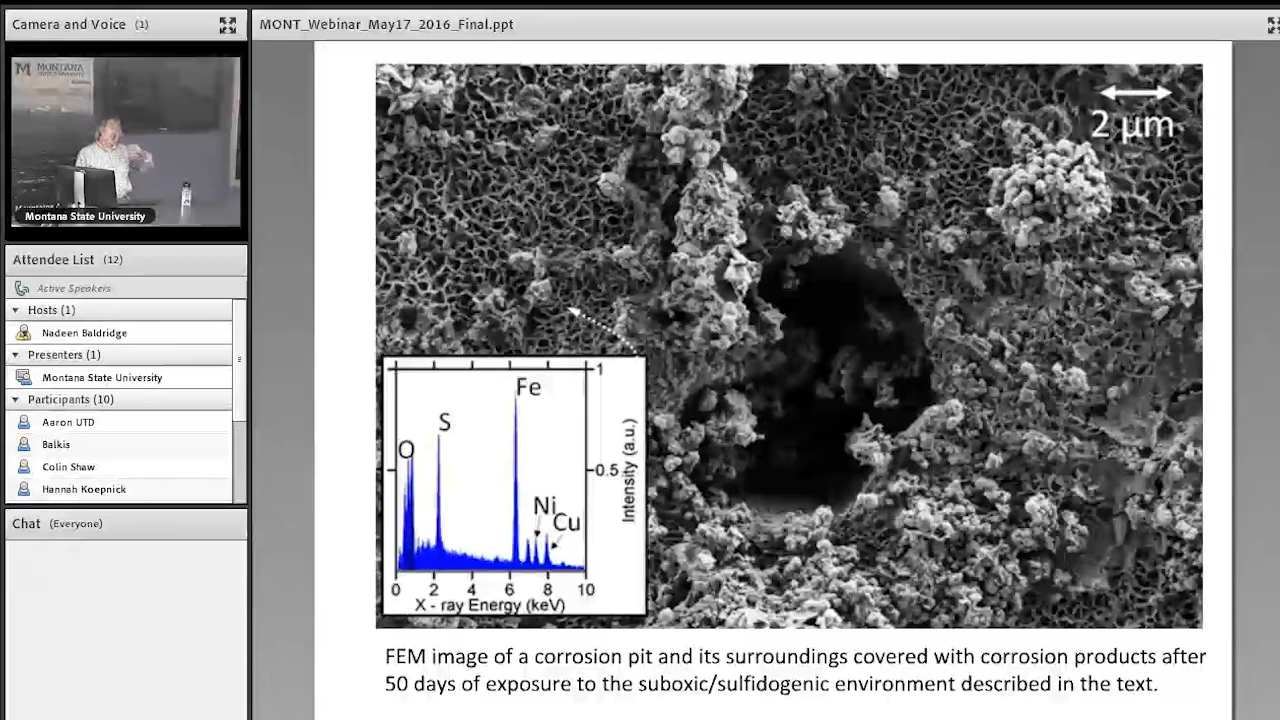 Camera and Voice (1)
MONT_Webinar_May17_2016_Final.ppt
M MONTANA
STATE UNIVERSITY
Montana State University
Attendee List (12)
Active Speakers
Hosts (1)
Nadeen Baldridge
Presenters (1)
Montana State University
Participants (10)
Aaron UTD
Balkis
Colin Shaw
Hannah Koepnick
Chat (Everyone)
2 μm
Fe
S
O
Ni
Cu
1
0.5
Intensity (a.u.)
0 2 4 6 8 10
X - ray Energy (keV)
FEM image of a corrosion pit and its surroundings covered with corrosion products after
50 days of exposure to the suboxic/sulfidogenic environment described in the text.